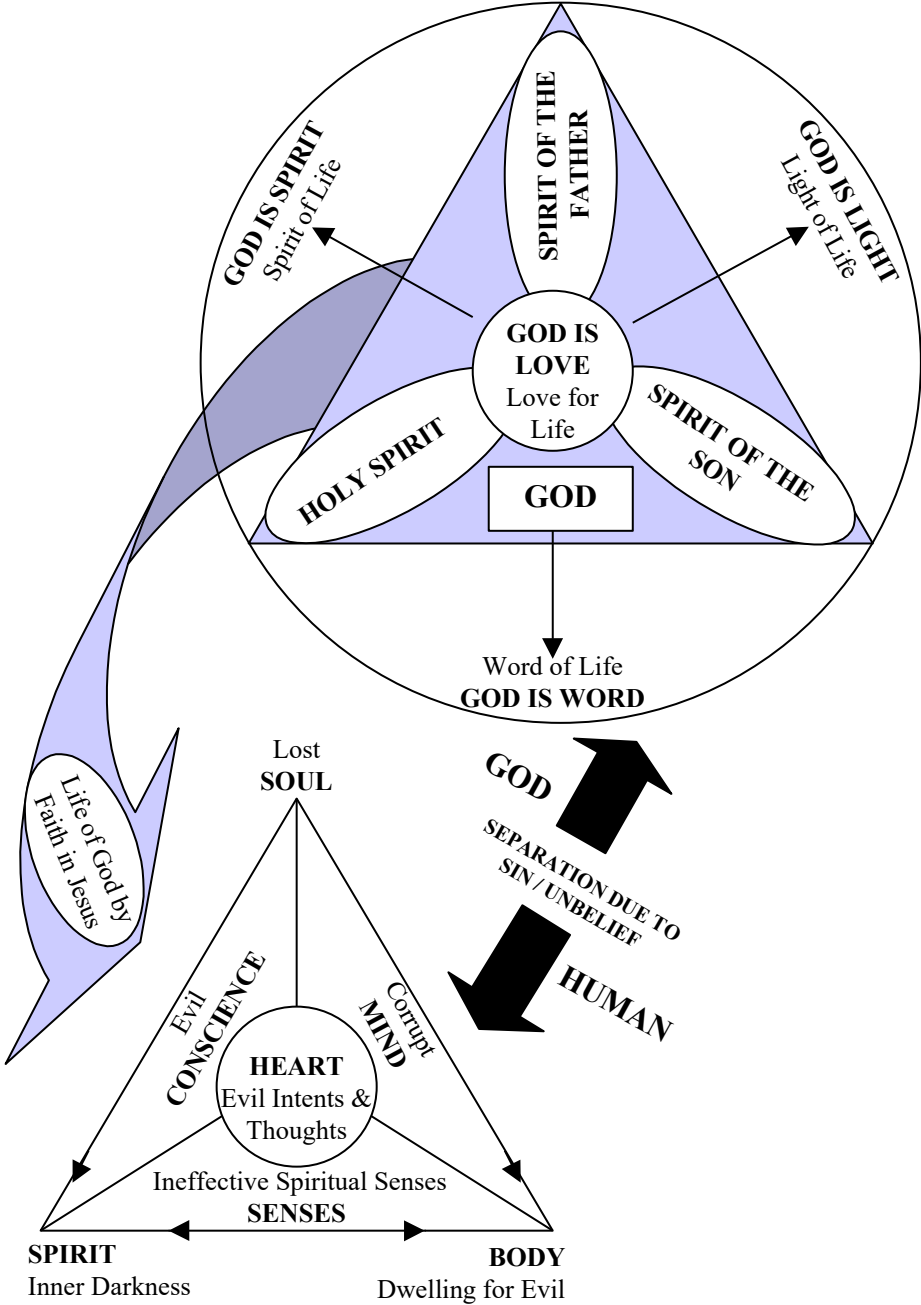 SPIRIT OF THE
FATHER
GOD IS SPIRIT
Spirit of Life
GOD IS LIGHT
Light of Life
GOD IS
LOVE
Love for
Life
HOLY SPIRIT
SPIRIT OF THE
SON
GOD
Word of Life
GOD IS WORD
Life of God by
Faith in Jesus
GOD
SEPARATION DUE TO
SIN / UNBELIEF
HUMAN
Lost
SOUL
Evil
CONSCIENCE
Corrupt
MIND
HEART
Evil Intents &
Thoughts
Ineffective Spiritual Senses
SENSES
SPIRIT
Inner Darkness
BODY
Dwelling for Evil